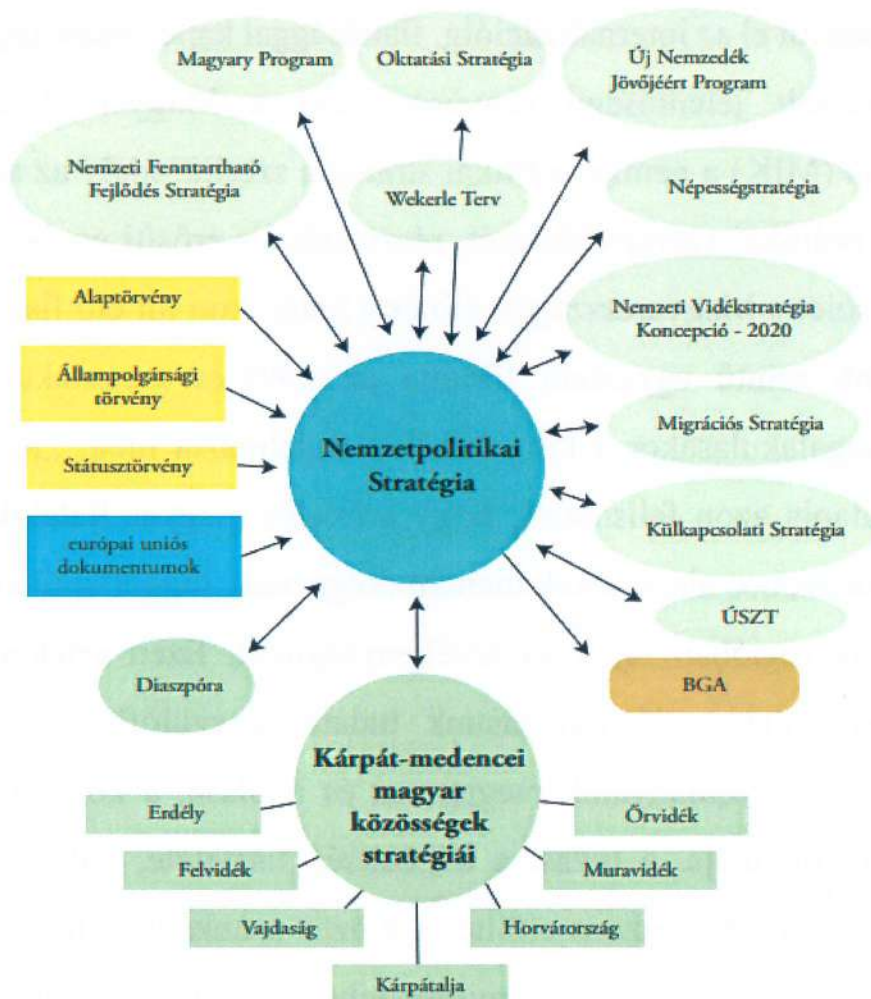 Magyary Program
Oktatási Stratégia
Új Nemzedék
Jövőjéért Program
Nemzeti Fenntartható
Fejlődés Stratégia
Wekerle Terv
Népességstratégia
Alaptörvény
Nemzeti Vidékstratégia
Koncepció - 2020
Állampolgársági
törvény
Migrációs Stratégia
Nemzetpolitikai
Stratégia
Státusztörvény
Külkapcsolati Stratégia
európai uniós
dokumentumok
ÚSZT
Diaszpóra
BGA
Kárpát-medencei
magyar
közösségek
stratégiái
Erdély
Őrvidék
Felvidék
Muravidék
Vajdaság
Horvátország
Kárpátalja